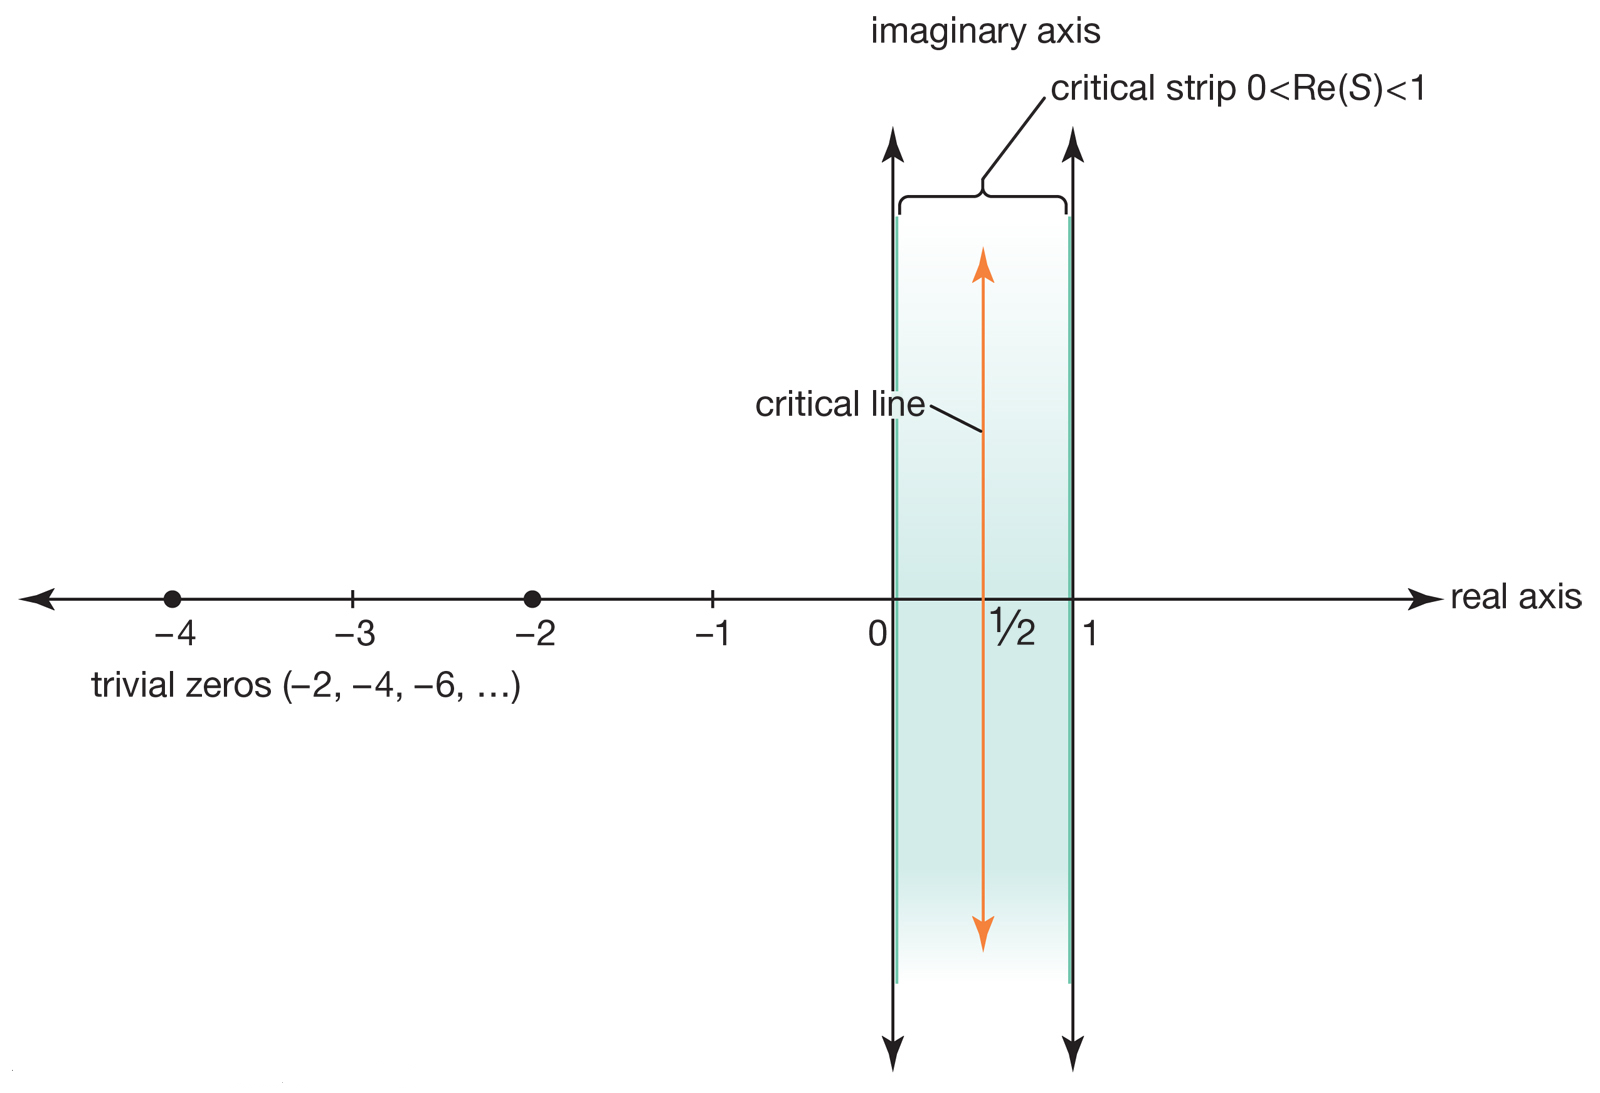 imaginary axis
critical strip 0<Re(S)<1
critical line
real axis
−4 −3 −2 −1 0 ½ 1
trivial zeros (−2, −4, −6, …)